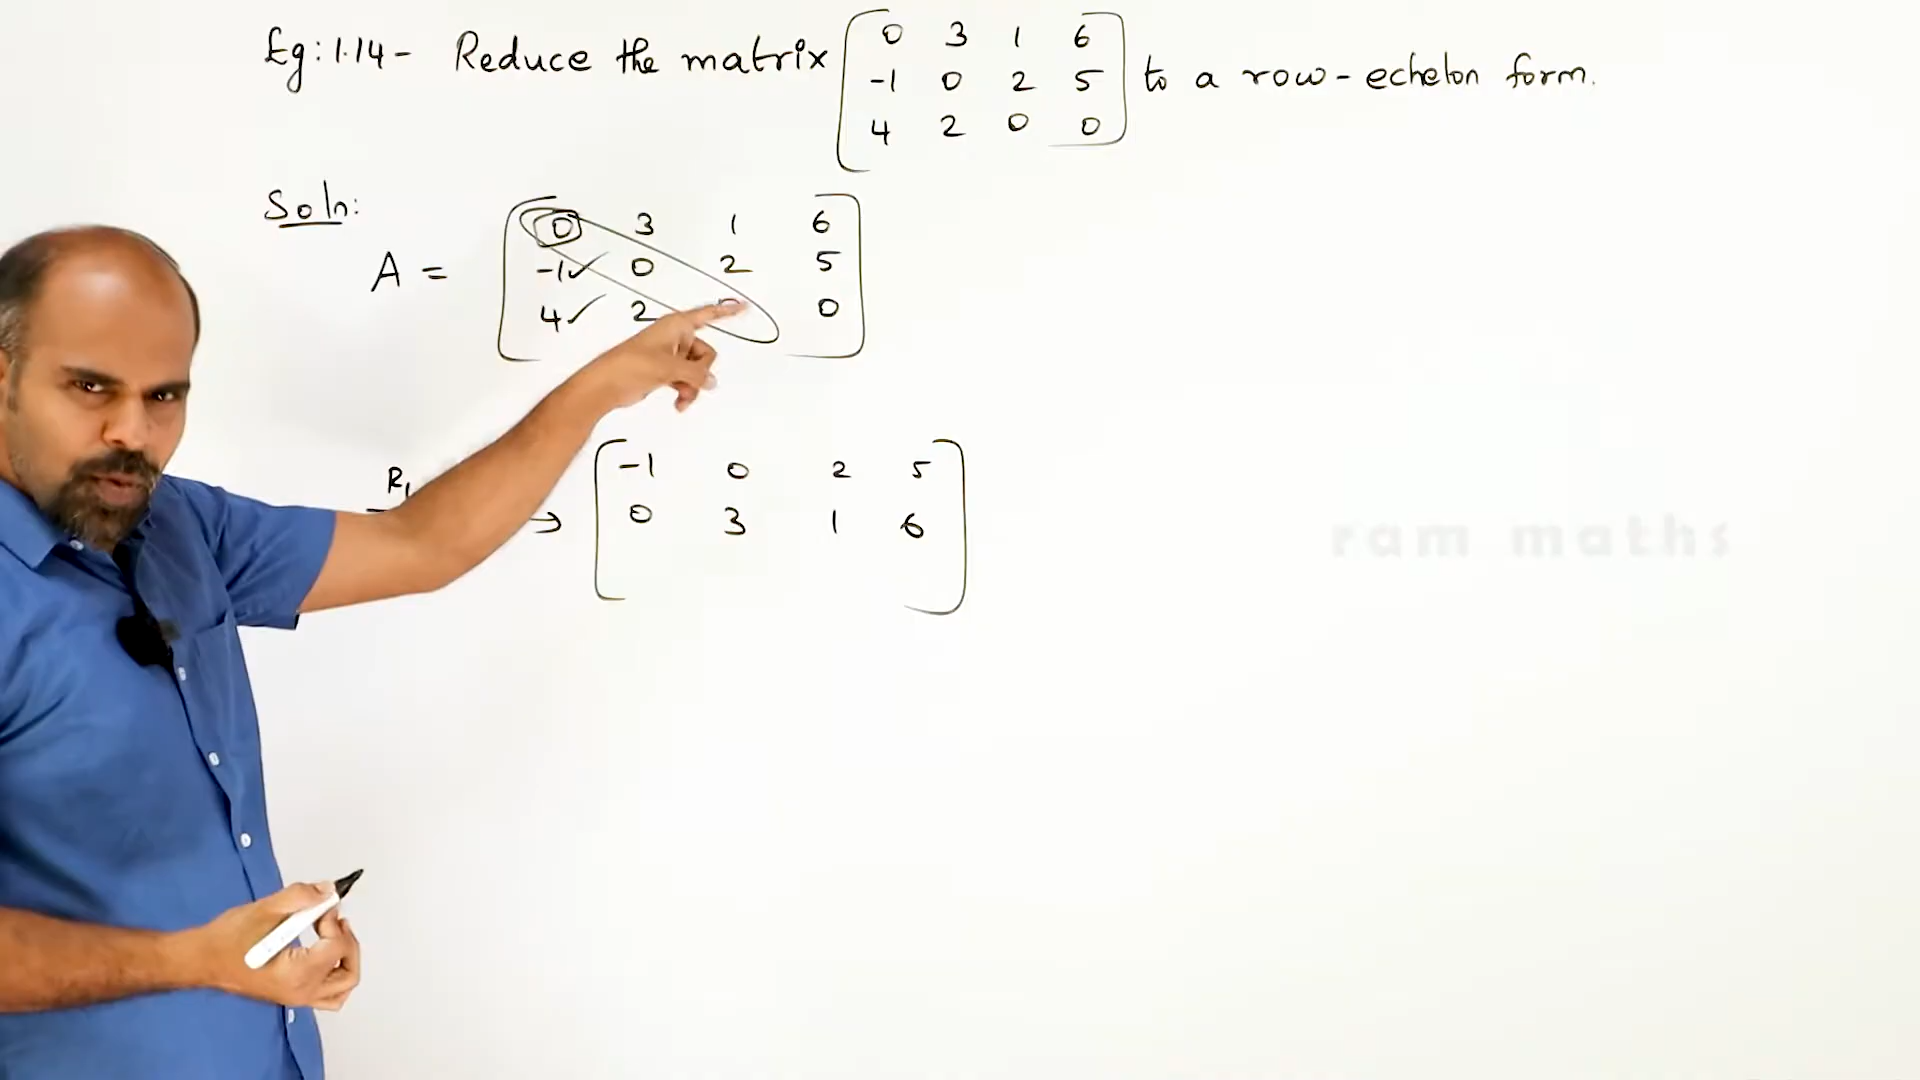 Eg: 1.14 - Reduce the matrix to a row-echelon form.
0 3 1 6
-1 0 2 5
4 2 0 0
Soln:
A =
0 3 1 6
-1✓ 0 2 5
4✓ 2 0 0
R₁ → -1 0 2 5
0 3 1 6
ram maths